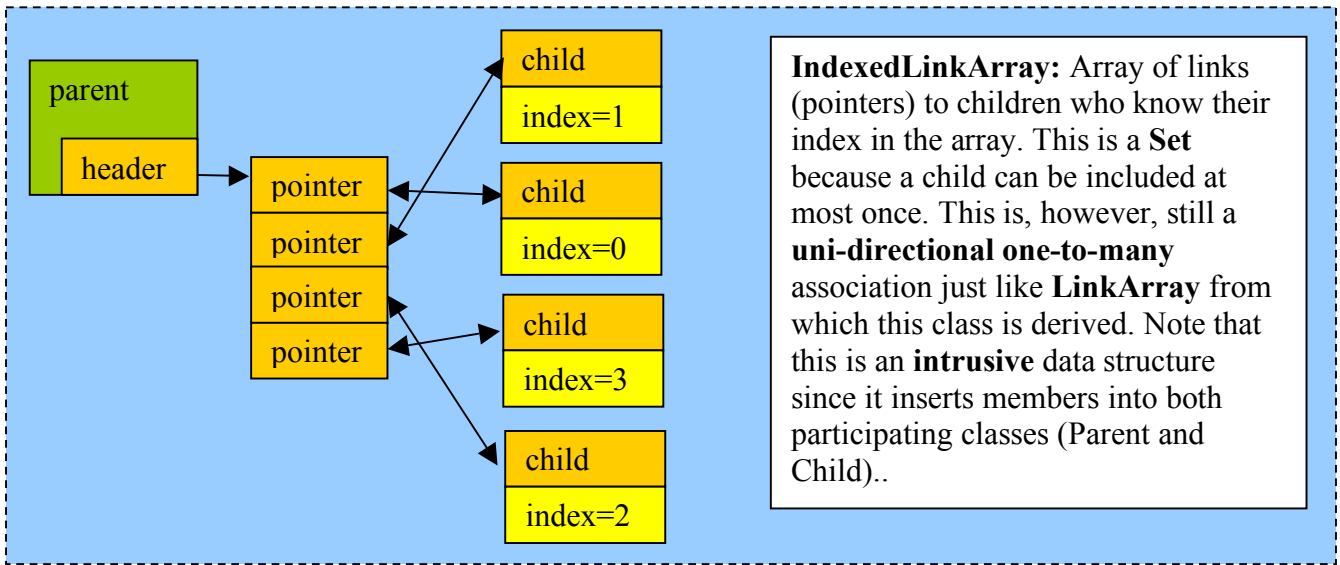 parent
header
pointer
pointer
pointer
pointer
child
index=1
child
index=0
child
index=3
child
index=2
IndexedLinkArray: Array of links
(pointers) to children who know their
index in the array. This is a Set
because a child can be included at
most once. This is, however, still a
uni-directional one-to-many
association just like LinkArray from
which this class is derived. Note that
this is an intrusive data structure
since it inserts members into both
participating classes (Parent and
Child)..